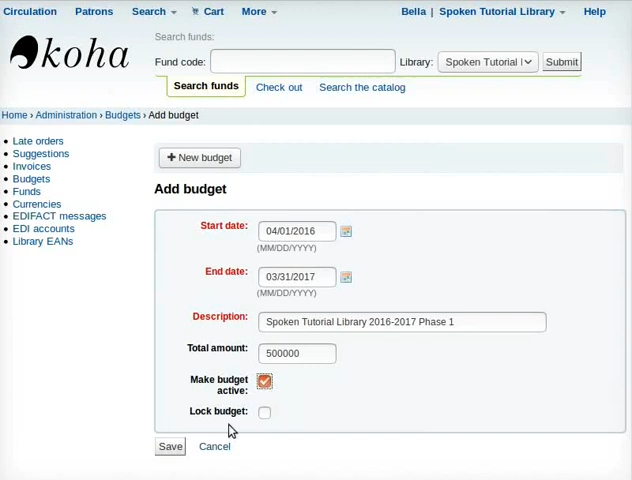 Circulation Patrons Search Cart More Bella | Spoken Tutorial Library Help
koha
Search funds:
Fund code: Library: Spoken Tutorial Submit
Search funds Check out Search the catalog
Home › Administration › Budgets › Add budget
Late orders
Suggestions
Invoices
Budgets
Funds
Currencies
EDIFACT messages
EDI accounts
Library EANs
+ New budget
Add budget
Start date: 04/01/2016
(MM/DD/YYYY)
End date: 03/31/2017
(MM/DD/YYYY)
Description: Spoken Tutorial Library 2016-2017 Phase 1
Total amount: 500000
Make budget
active:
Lock budget:
Save Cancel